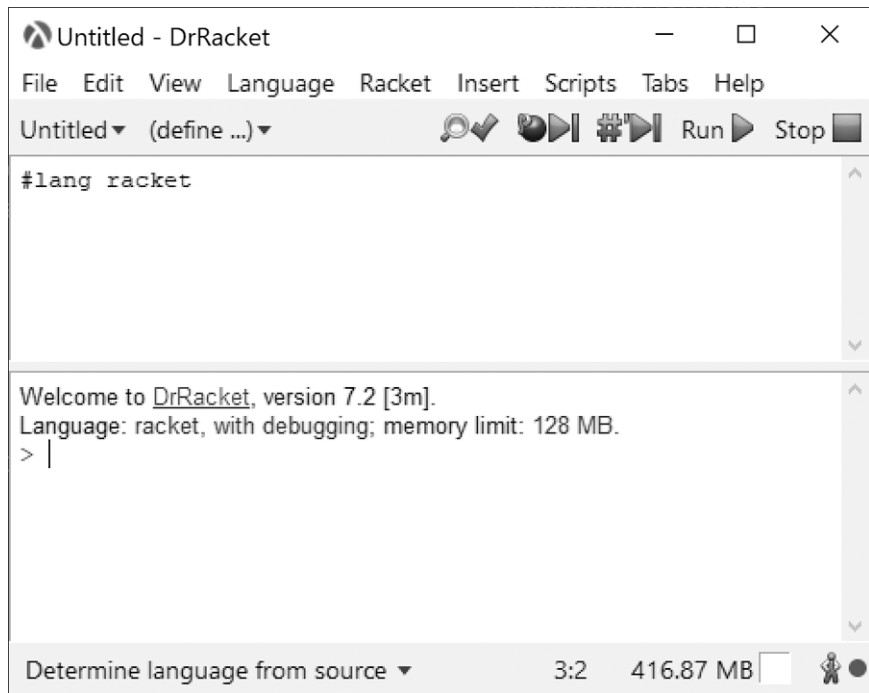 Untitled - DrRacket
File Edit View Language Racket Insert Scripts Tabs Help
Untitled (define ...) Run Stop
#lang racket
Welcome to DrRacket, version 7.2 [3m].
Language: racket, with debugging; memory limit: 128 MB.
>
Determine language from source 3:2 416.87 MB